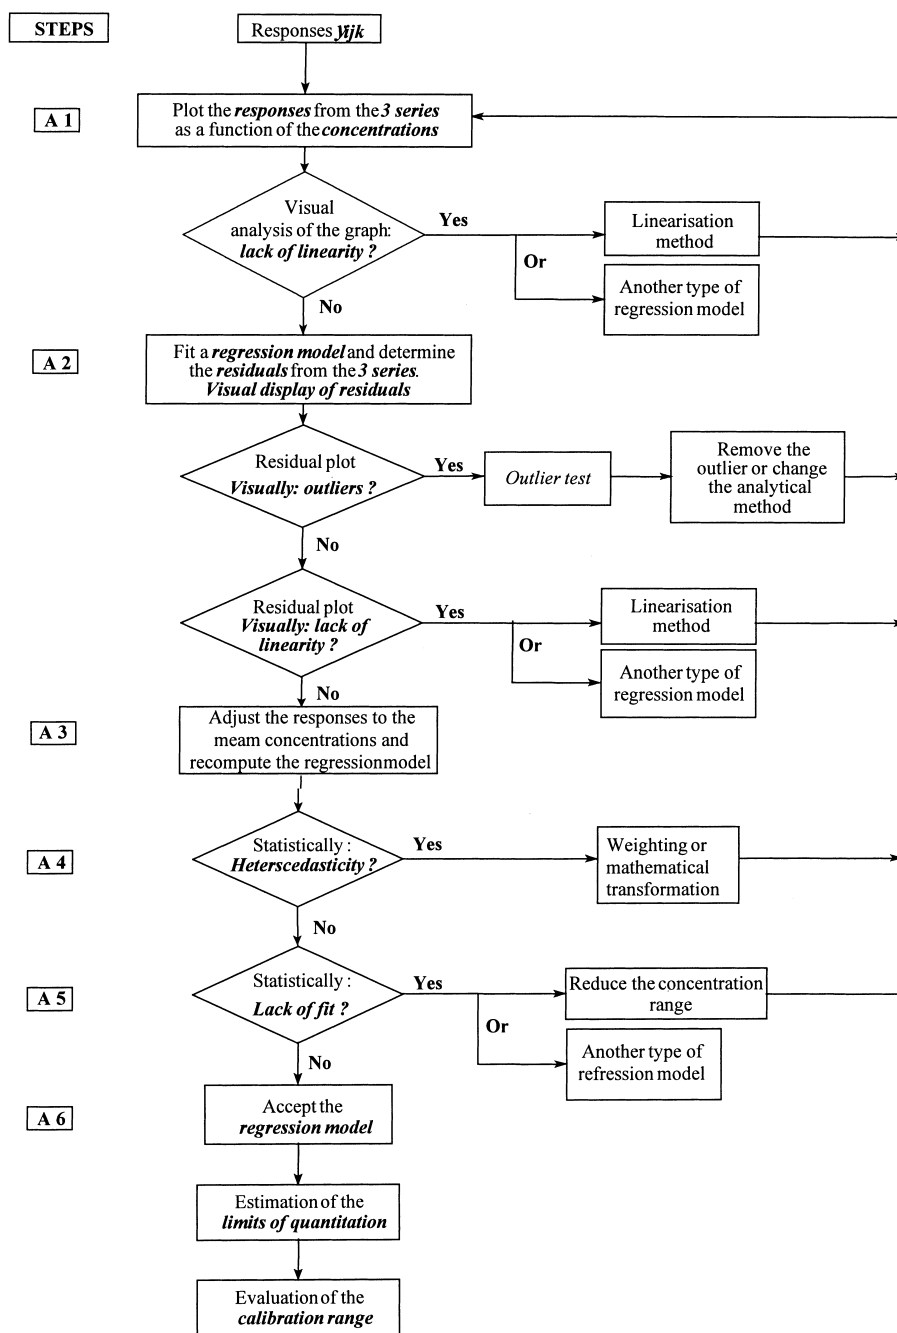 STEPS
Responses Yijk
A 1
Plot the responses from the 3 series
as a function of the concentrations
Visual
analysis of the graph:
lack of linearity ?
Yes
Or
Linearisation
method
Another type of
regression model
No
A 2
Fit a regression model and determine
the residuals from the 3 series.
Visual display of residuals
Residual plot
Visually: outliers ?
Yes
Outlier test
Remove the
outlier or change
the analytical
method
No
Residual plot
Visually: lack of
linearity ?
Yes
Or
Linearisation
method
Another type of
regression model
No
A 3
Adjust the responses to the
meam concentrations and
recompute the regression model
A 4
Statistically :
Heterscedasticity ?
Yes
Weighting or
mathematical
transformation
No
A 5
Statistically :
Lack of fit ?
Yes
Or
Reduce the concentration
range
Another type of
refression model
No
A 6
Accept the
regression model
Estimation of the
limits of quantitation
Evaluation of the
calibration range